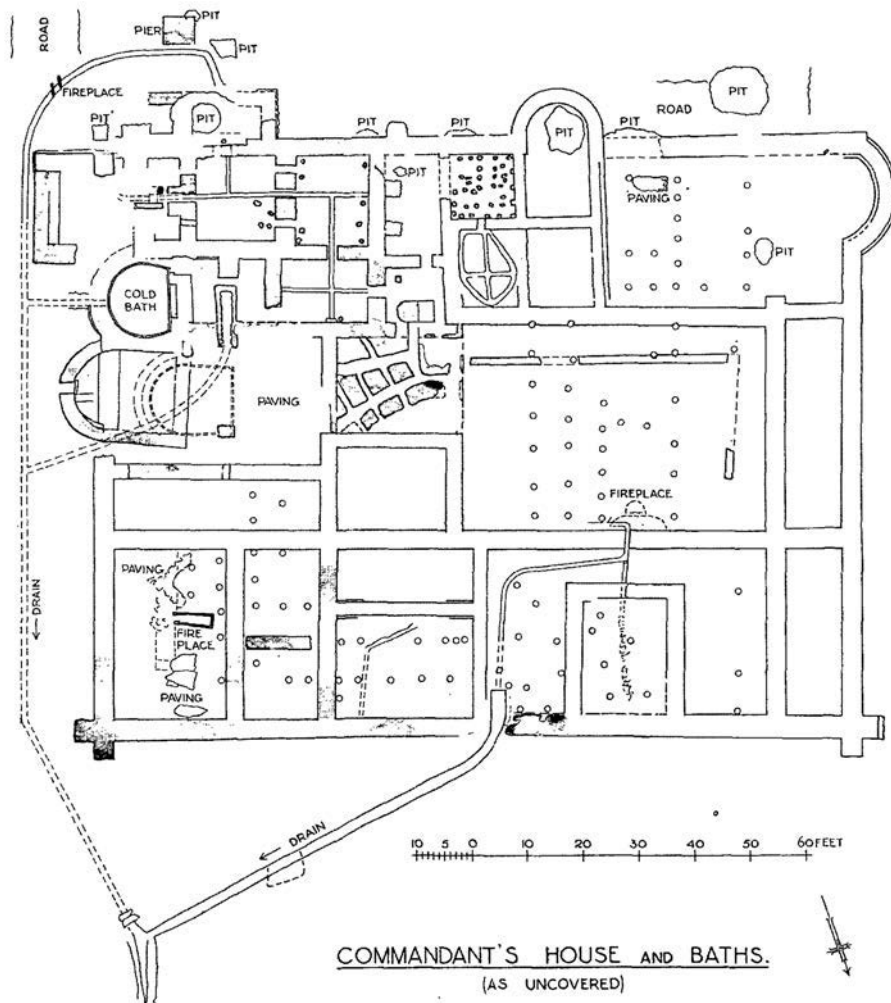 ROAD
PIT
PIER
PIT
FIREPLACE
PIT
PIT
PIT
PIT
PIT
PIT
ROAD
PIT
PIT
PAVING
PIT
COLD
BATH
PAVING
FIREPLACE
PAVING
FIRE
PLACE
PAVING
DRAIN
DRAIN
10 5 0 10 20 30 40 50 60 FEET
COMMANDANT'S HOUSE AND BATHS.
(AS UNCOVERED)